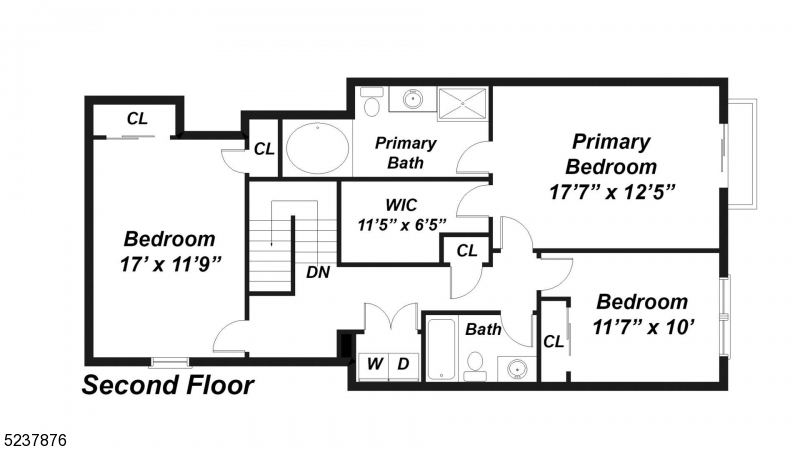 CL
CL
Primary
Bath
Primary
Bedroom
17'7" x 12'5"
WIC
11'5" x 6'5"
Bedroom
17' x 11'9"
CL
DN
Bedroom
11'7" x 10'
Bath
CL
W D
Second Floor
5237876